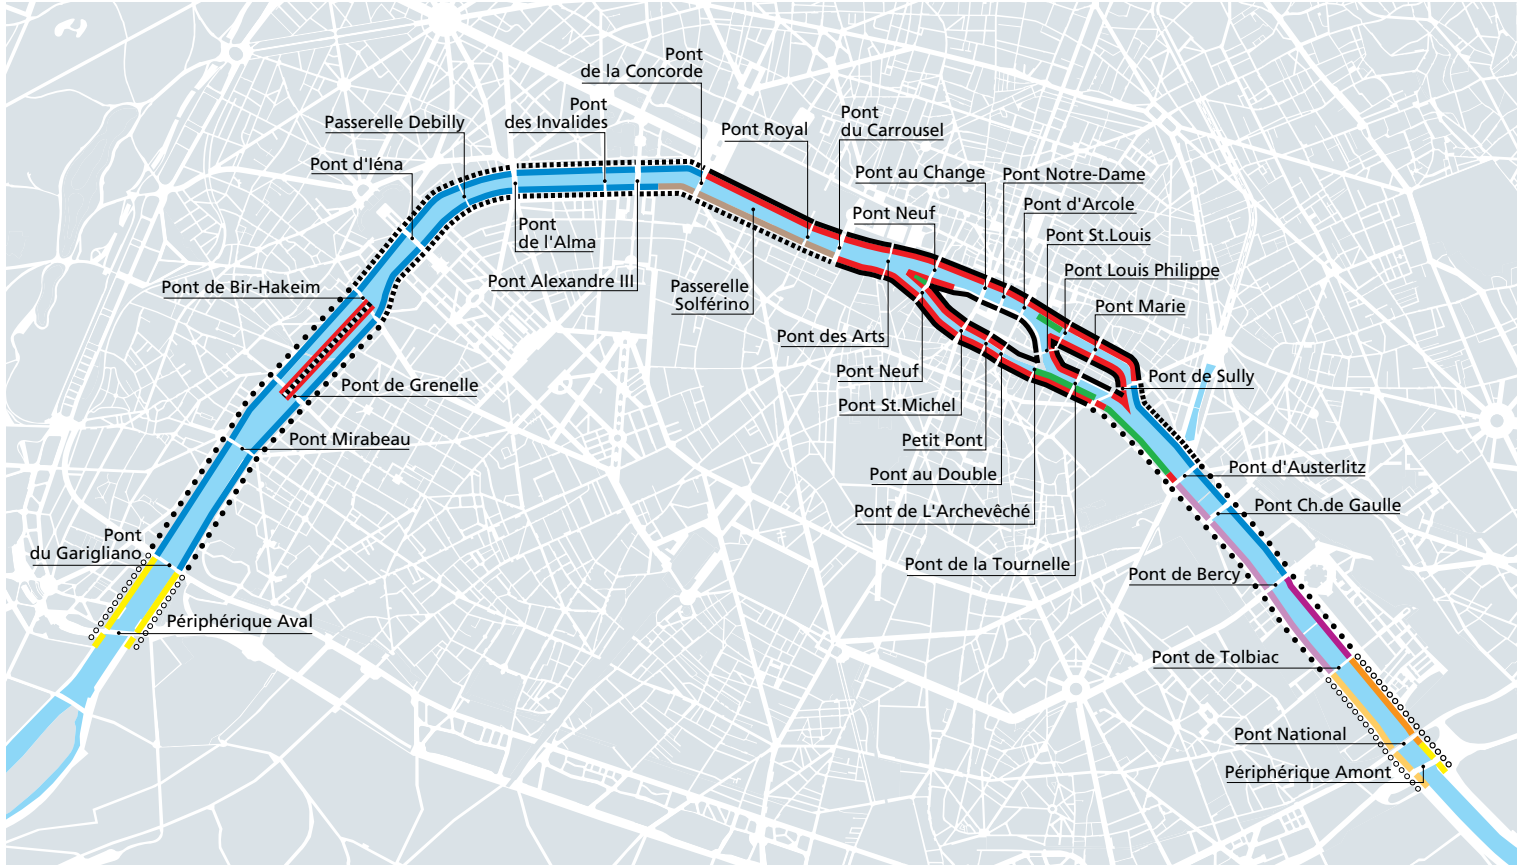 Pont
de la Concorde
Pont
des Invalides
Passerelle Debilly
Pont d'Iéna
Pont Royal
Pont
du Carrousel
Pont au Change
Pont Notre-Dame
Pont Neuf
Pont d'Arcole
Pont St.Louis
Pont Louis Philippe
Pont Marie
Pont
de l'Alma
Pont Alexandre III
Passerelle
Solférino
Pont de Bir-Hakeim
Pont des Arts
Pont Neuf
Pont de Sully
Pont de Grenelle
Pont St.Michel
Pont Mirabeau
Petit Pont
Pont au Double
Pont d'Austerlitz
Pont de L'Archevêché
Pont Ch.de Gaulle
Pont
du Garigliano
Pont de la Tournelle
Pont de Bercy
Périphérique Aval
Pont de Tolbiac
Pont National
Périphérique Amont